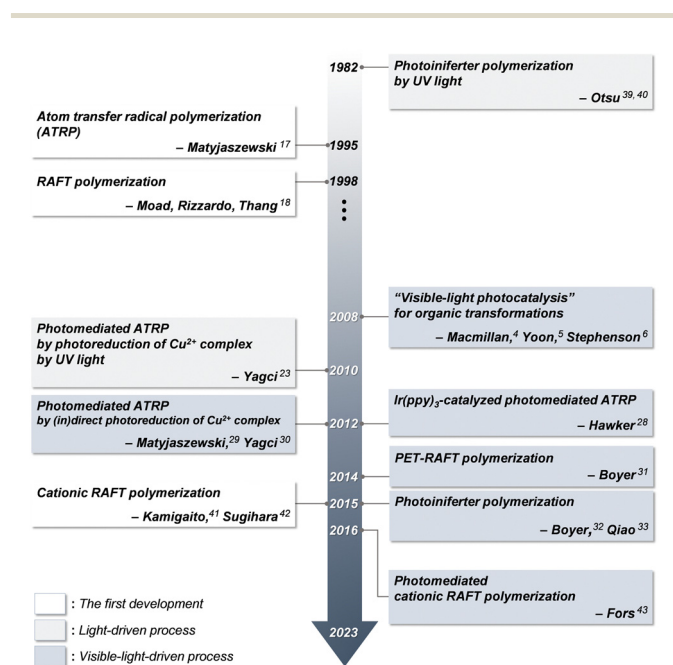 1982
Photoiniferter polymerization
by UV light
– Otsu 39, 40
Atom transfer radical polymerization
(ATRP)
– Matyjaszewski 17
1995
RAFT polymerization
– Moad, Rizzardo, Thang 18
1998
2008
“Visible-light photocatalysis”
for organic transformations
– Macmillan,4 Yoon,5 Stephenson6
Photomediated ATRP
by photoreduction of Cu2+ complex
by UV light
– Yagci 23
2010
Photomediated ATRP
by (in)direct photoreduction of Cu2+ complex
– Matyjaszewski,29 Yagci 30
2012
Ir(ppy)3-catalyzed photomediated ATRP
– Hawker 28
2014
PET-RAFT polymerization
– Boyer 31
Cationic RAFT polymerization
– Kamigaito,41 Sugihara 42
2015
Photoiniferter polymerization
– Boyer,32 Qiao 33
2016
Photomediated
cationic RAFT polymerization
– Fors 43
2023
: The first development
: Light-driven process
: Visible-light-driven process